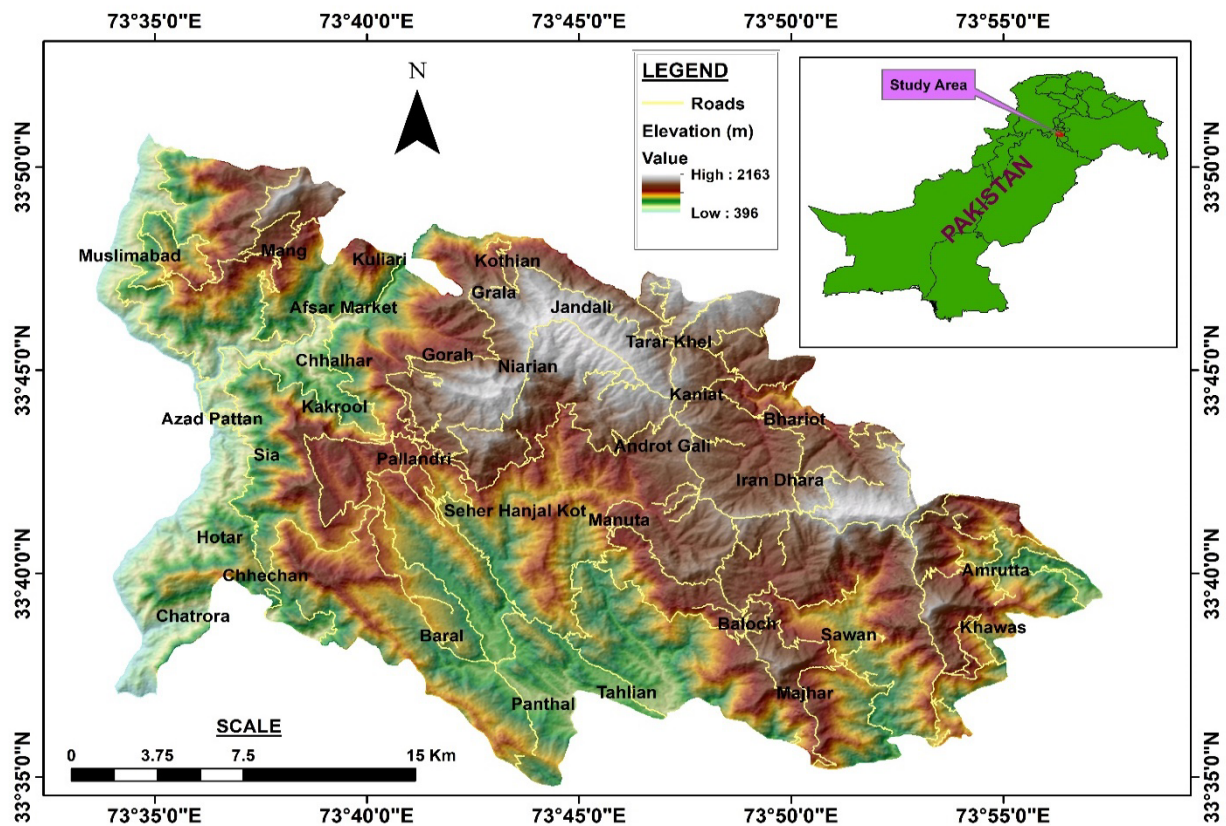 73°35'0"E 73°40'0"E 73°45'0"E 73°50'0"E 73°55'0"E
N
LEGEND
Roads
Elevation (m)
Value
High : 2163
Low : 396
Study Area
PAKISTAN
33°50'0"N 33°50'0"N
Muslimabad
Mang
Kuliari
Kothian
Grala
Afsar Market
Jandali
Tarar Khel
Chhalhar
Gorah
Niarian
33°45'0"N 33°45'0"N
Kaniat
Kakrool
Azad Pattan
Bhariot
Androt Gali
Sia
Pallandri
Iran Dhara
Seher Hanjal Kot
Manuta
Hotar
Chhechan
33°40'0"N 33°40'0"N
Amrutta
Chatrora
Baral
Baloch
Sawan
Khawas
Tahlian
Majhar
Panthal
SCALE
0 3.75 7.5 15 Km
33°35'0"N 33°35'0"N
73°35'0"E 73°40'0"E 73°45'0"E 73°50'0"E 73°55'0"E